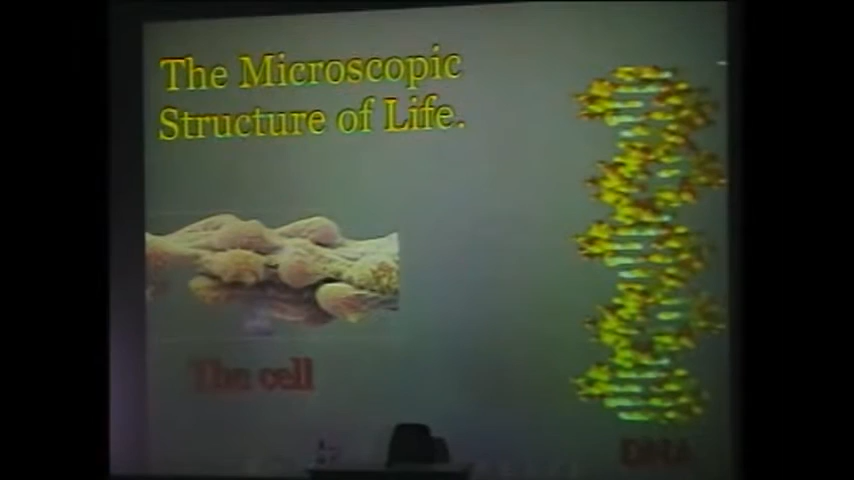 The Microscopic
Structure of Life.
The cell
DNA